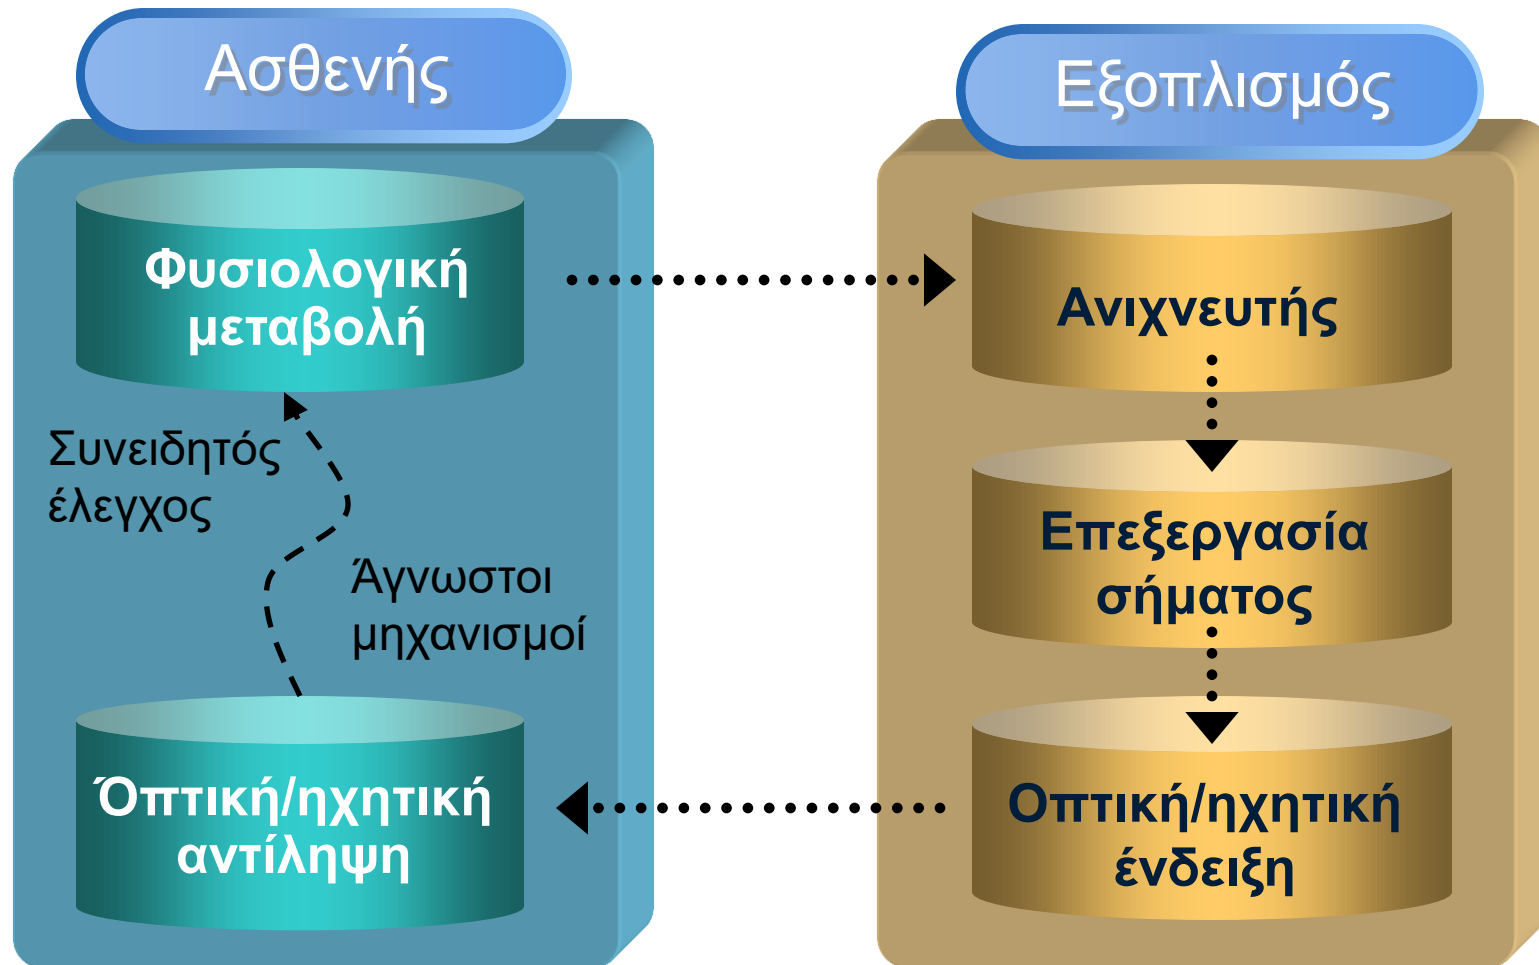 Ασθενής
Φυσιολογική
μεταβολή
Συνειδητός
έλεγχος
Άγνωστοι
μηχανισμοί
Όπτική/ηχητική
αντίληψη
Εξοπλισμός
Ανιχνευτής
Επεξεργασία
σήματος
Οπτική/ηχητική
ένδειξη